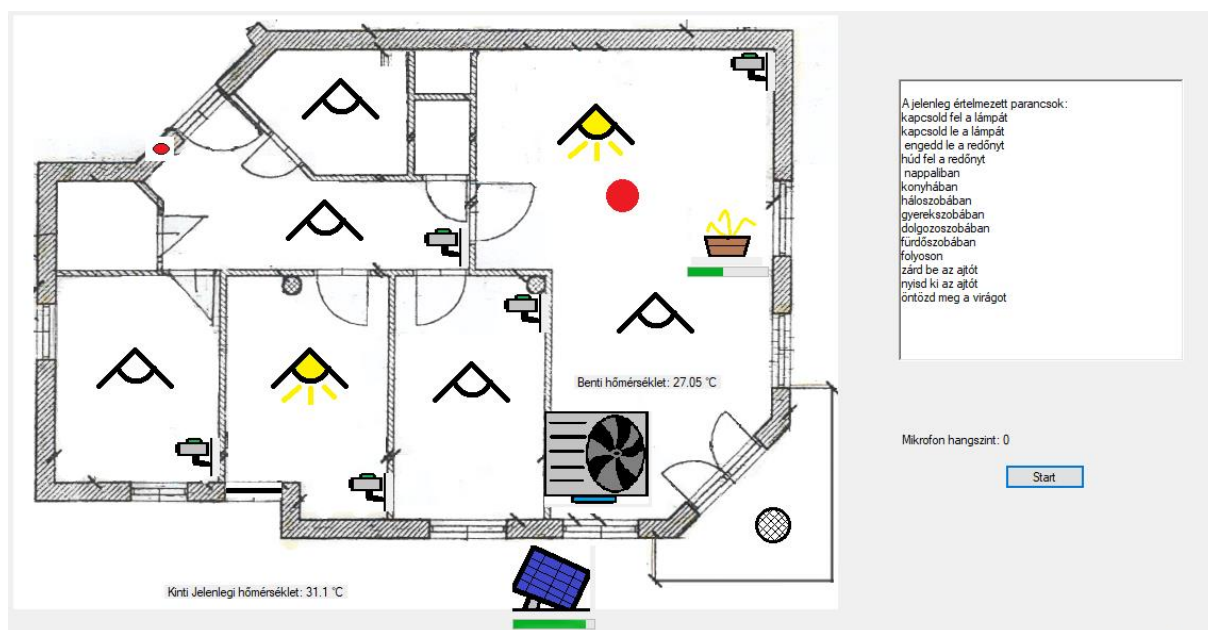 A jelenleg értelmezett parancsok:
kapcsold fel a lámpát
kapcsold le a lámpát
engedd le a redőnyt
húd fel a redőnyt
nappaliban
konyhában
háloszobában
gyerekszobában
dolgozoszobában
fürdőszobában
folyoson
zárd be az ajtót
nyisd ki az ajtót
öntözd meg a virágot
Benti hőmérséklet: 27.05 °C
Mikrofon hangszint: 0
Start
Kinti Jelenlegi hőmérséklet: 31.1 °C